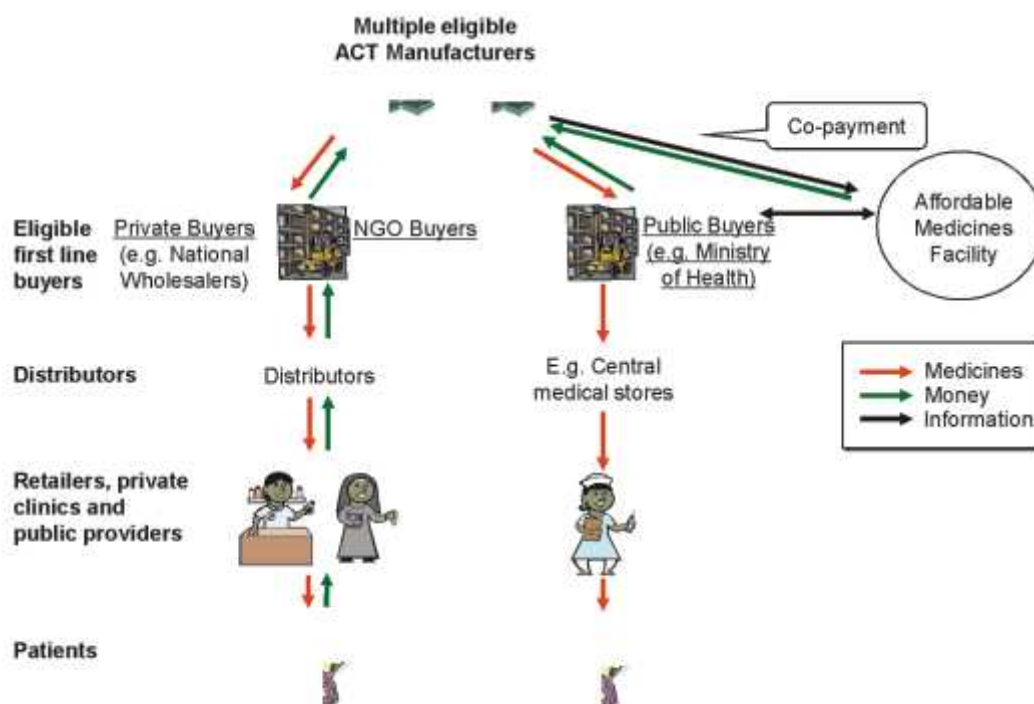 Multiple eligible
ACT Manufacturers
Co-payment
Affordable
Medicines
Facility
Eligible
first line
buyers
Private Buyers
(e.g. National
Wholesalers)
NGO Buyers
Public Buyers
(e.g. Ministry
of Health)
Distributors
Distributors
E.g. Central
medical stores
Medicines
Money
Information
Retailers, private
clinics and
public providers
Patients